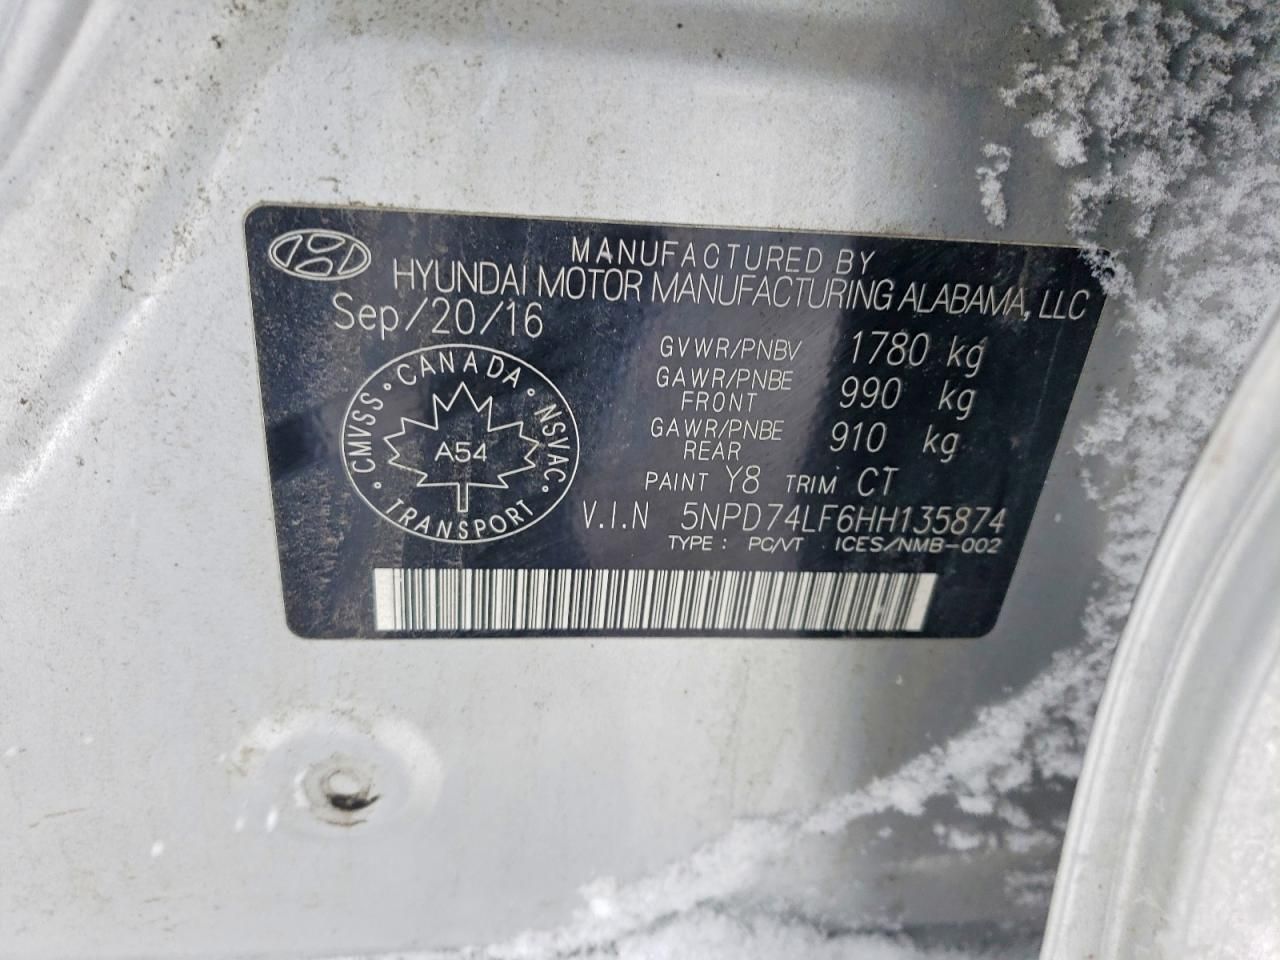 MANUFACTURED BY
HYUNDAI MOTOR MANUFACTURING ALABAMA, LLC
Sep/20/16
GVWR/PNBV 1780 kg
GAWR/PNBE FRONT 990 kg
GAWR/PNBE REAR 910 kg
PAINT Y8 TRIM CT
V.I.N 5NPD74LF6HH135874
TYPE: PC/VT ICES/NMB-002
CANADA
CMVSS
NSVAC
A54
TRANSPORT